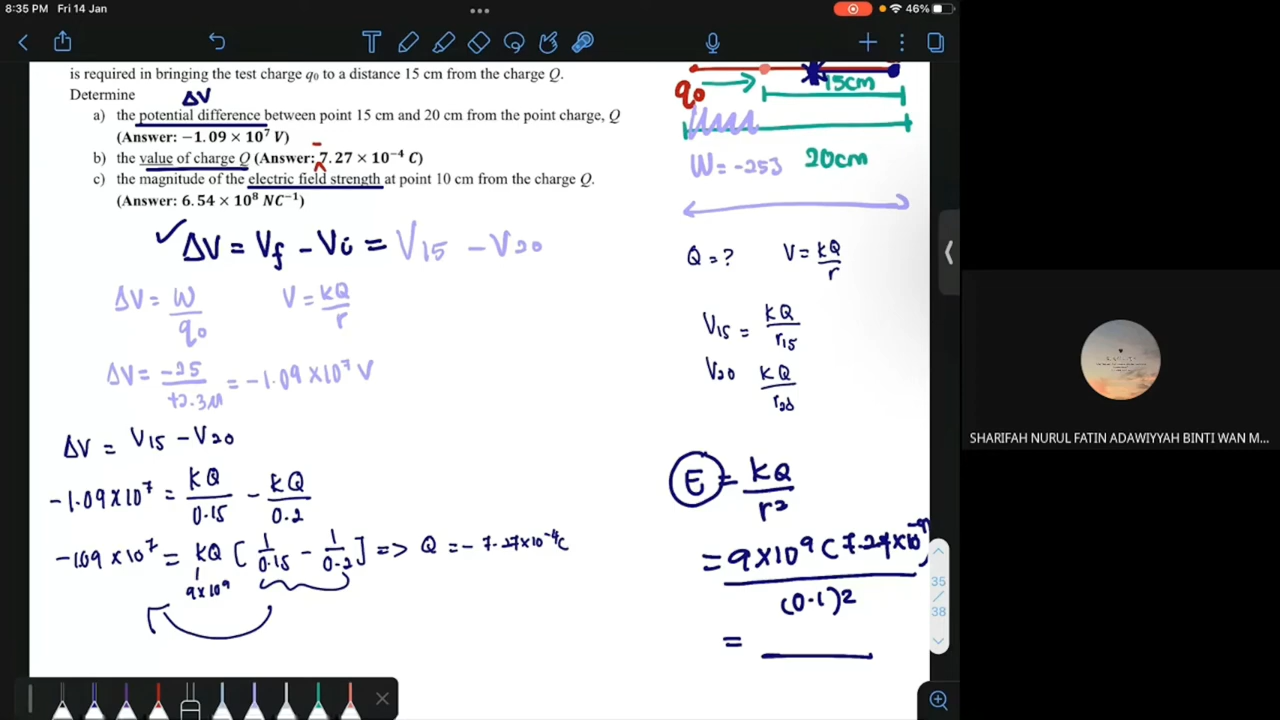 8:35 PM Fri 14 Jan
46%
is required in bringing the test charge q₀ to a distance 15 cm from the charge Q.
Determine
ΔV
a) the potential difference between point 15 cm and 20 cm from the point charge, Q
(Answer: −1.09 × 10⁷ V)
b) the value of charge Q (Answer: 7.27 × 10⁻⁴ C)
−
c) the magnitude of the electric field strength at point 10 cm from the charge Q.
(Answer: 6.54 × 10⁸ NC⁻¹)
ΔV = Vf − Vi = V15 − V20
ΔV = W/q₀ V = kQ/r
ΔV = −25/+2.3μ = −1.09 × 10⁷ V
ΔV = V15 − V20
−1.09 × 10⁷ = kQ/0.15 − kQ/0.2
−1.09 × 10⁷ = kQ [ 1/0.15 − 1/0.2 ] => Q = − 7.27×10⁻⁴C
9×10⁹
q₀
15cm
W = −25J
20cm
Q = ? V = kQ/r
V15 = kQ/r15
V20 kQ/r20
E = kQ/r²
= 9×10⁹ (7.27×10⁻⁴)/(0.1)²
=
35
/
38
SHARIFAH NURUL FATIN ADAWIYYAH BINTI WAN M...